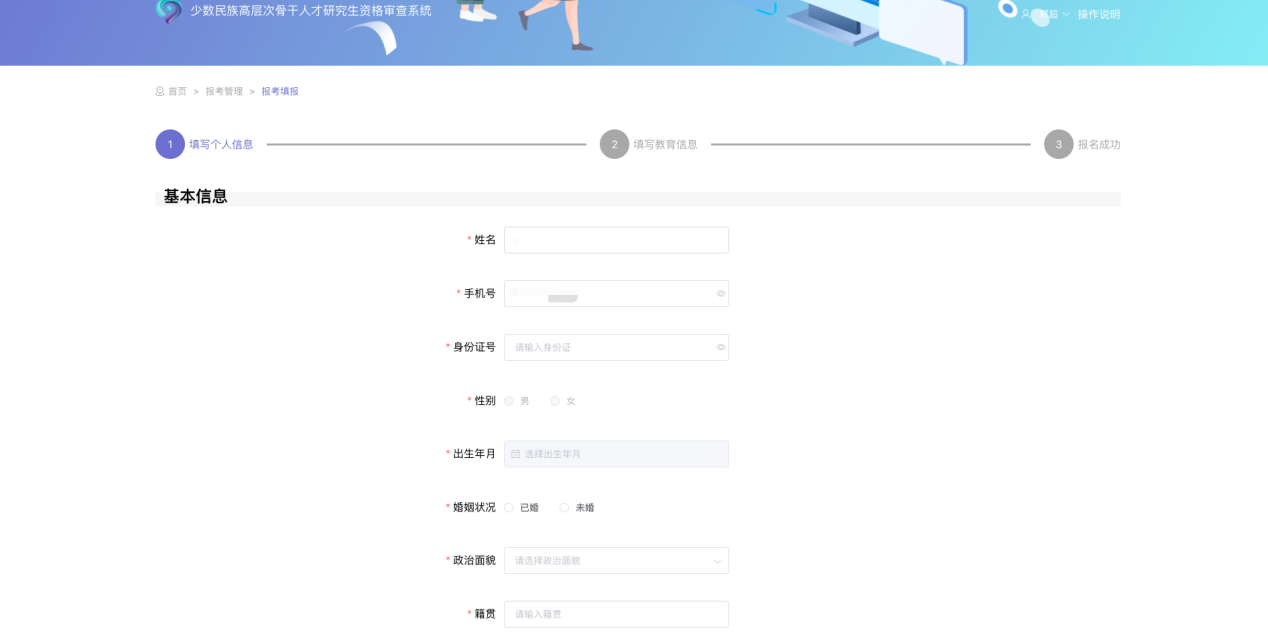 少数民族高层次骨干人才研究生资格审查系统
超 操作说明
首页 > 报考管理 > 报考填报
1 填写个人信息 2 填写教育信息 3 报名成功
基本信息
* 姓名
* 手机号
* 身份证号 请输入身份证
* 性别 男 女
* 出生年月 选择出生年月
* 婚姻状况 已婚 未婚
* 政治面貌 请选择政治面貌
* 籍贯 请输入籍贯